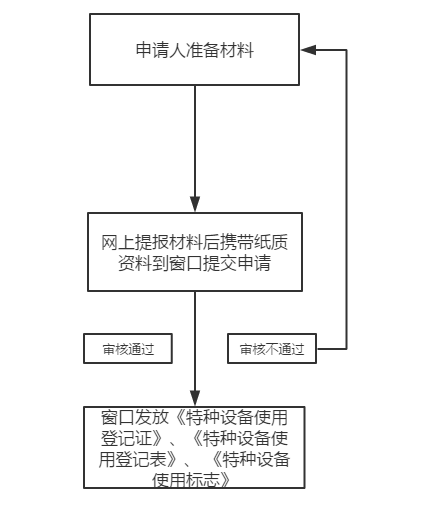 申请人准备材料
网上提报材料后携带纸质
资料到窗口提交申请
审核通过
审核不通过
窗口发放《特种设备使用
登记证》、《特种设备使
用登记表》、 《特种设备
使用标志》